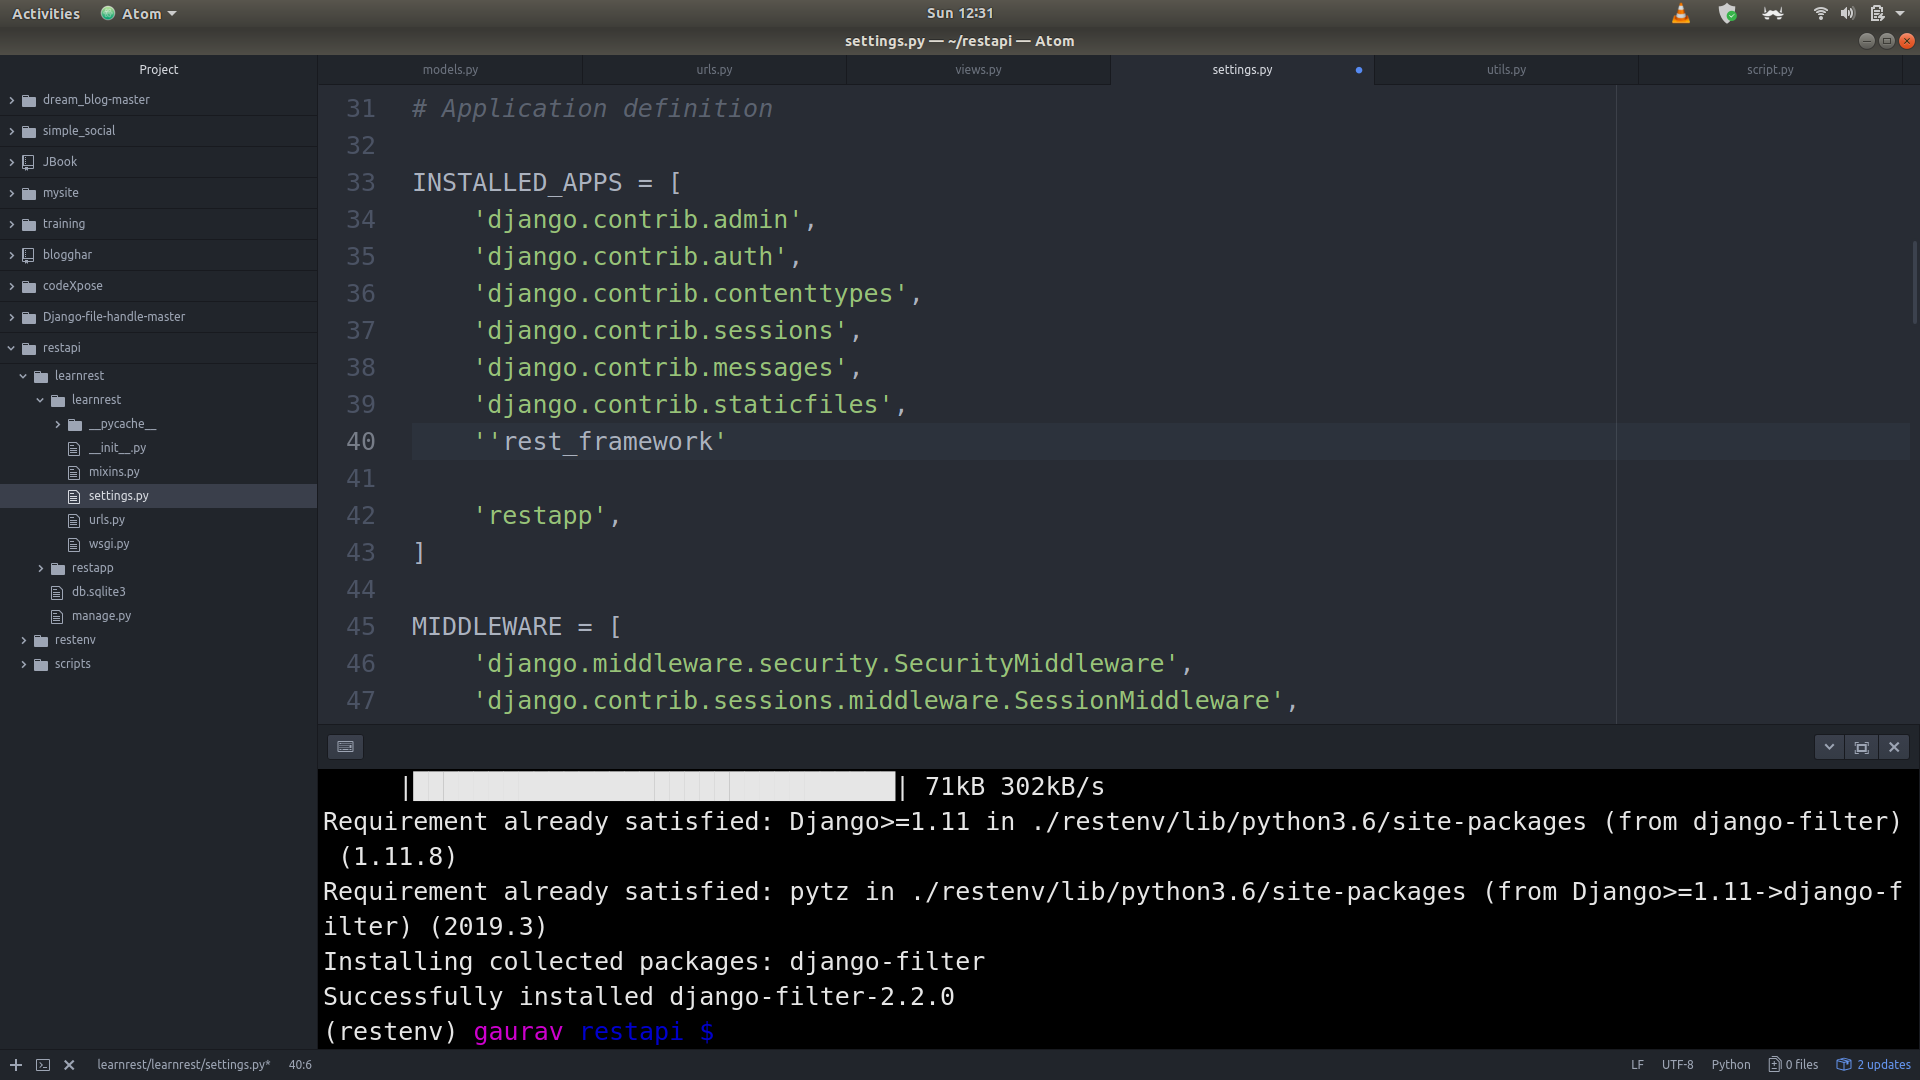 Activities Atom Sun 12:31
settings.py — ~/restapi — Atom
Project
dream_blog-master
simple_social
JBook
mysite
training
blogghar
codeXpose
Django-file-handle-master
restapi
learnrest
learnrest
__pycache__
__init__.py
mixins.py
settings.py
urls.py
wsgi.py
restapp
db.sqlite3
manage.py
restenv
scripts
models.py urls.py views.py settings.py utils.py script.py
31 # Application definition
32
33 INSTALLED_APPS = [
34 'django.contrib.admin',
35 'django.contrib.auth',
36 'django.contrib.contenttypes',
37 'django.contrib.sessions',
38 'django.contrib.messages',
39 'django.contrib.staticfiles',
40 ''rest_framework'
41
42 'restapp',
43 ]
44
45 MIDDLEWARE = [
46 'django.middleware.security.SecurityMiddleware',
47 'django.contrib.sessions.middleware.SessionMiddleware',
|████████████████████████████████| 71kB 302kB/s
Requirement already satisfied: Django>=1.11 in ./restenv/lib/python3.6/site-packages (from django-filter)
(1.11.8)
Requirement already satisfied: pytz in ./restenv/lib/python3.6/site-packages (from Django>=1.11->django-f
ilter) (2019.3)
Installing collected packages: django-filter
Successfully installed django-filter-2.2.0
(restenv) gaurav restapi $
learnrest/learnrest/settings.py* 40:6 LF UTF-8 Python 0 files 2 updates